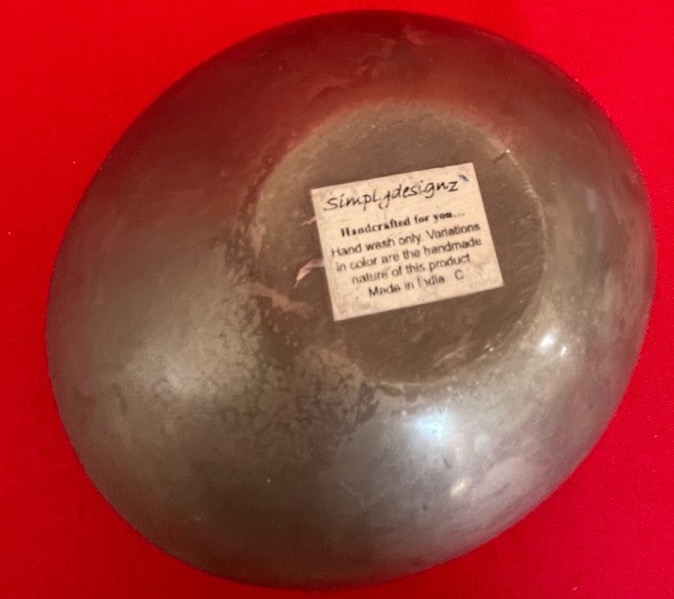 Simplydesignz
Handcrafted for you...
Hand wash only. Variations
in color are the handmade
nature of this product
Made in India C